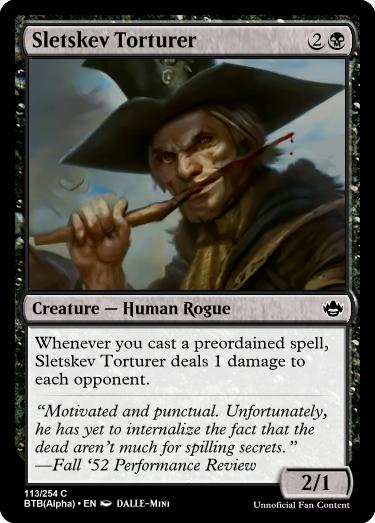 Sletskev Torturer 2
Creature — Human Rogue
Whenever you cast a preordained spell,
Sletskev Torturer deals 1 damage to
each opponent.
“Motivated and punctual. Unfortunately,
he has yet to internalize the fact that the
dead aren’t much for spilling secrets.”
—Fall ‘52 Performance Review
2/1
113/254 C
BTB(Alpha) • EN DALLE-Mini
Unnoficial Fan Content